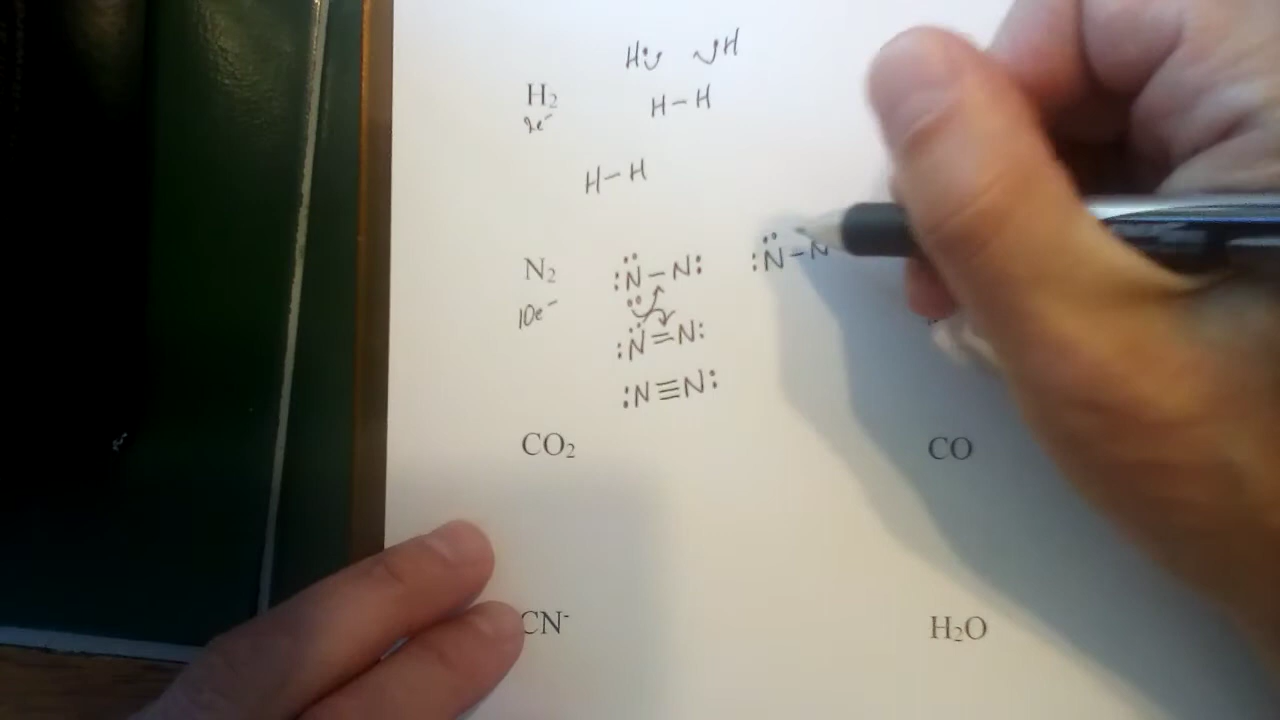 H· ·H
H₂ H–H
2e⁻
H–H
N₂ :N̈–N: :N̈–N
10e⁻
:N̈=N:
:N≡N:
CO₂ CO
CN⁻ H₂O